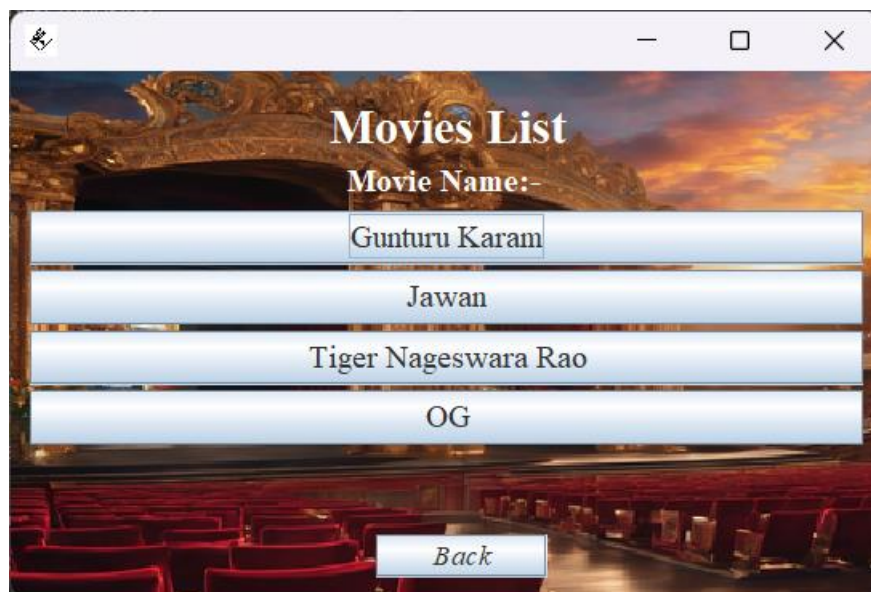 Movies List
Movie Name:-
Gunturu Karam
Jawan
Tiger Nageswara Rao
OG
Back